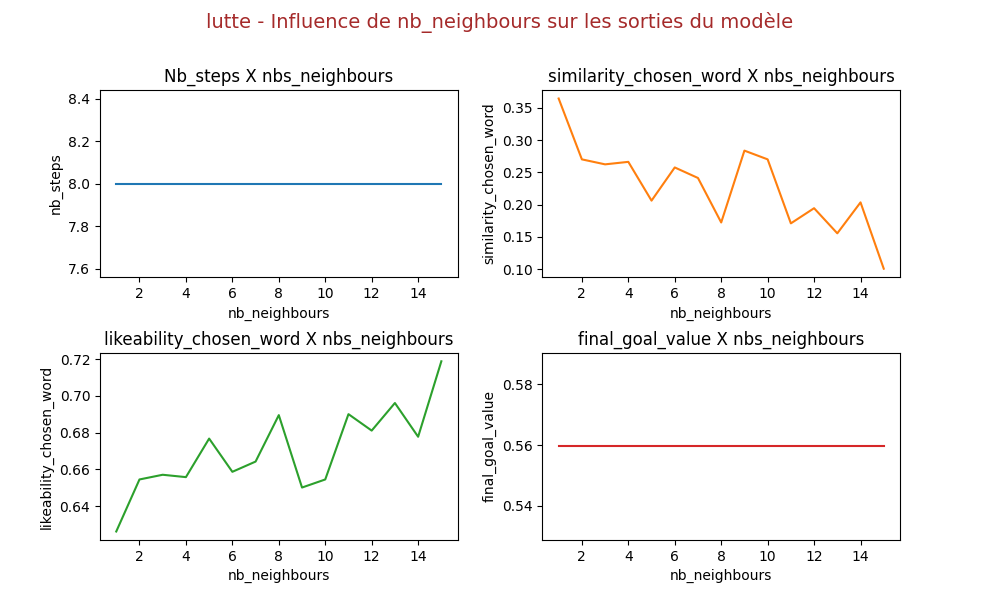 lutte - Influence de nb_neighbours sur les sorties du modèle
Nb_steps X nbs_neighbours
nb_steps
8.4
8.2
8.0
7.8
7.6
2 4 6 8 10 12 14
nb_neighbours
similarity_chosen_word X nbs_neighbours
similarity_chosen_word
0.35
0.30
0.25
0.20
0.15
0.10
2 4 6 8 10 12 14
nb_neighbours
likeability_chosen_word X nbs_neighbours
likeability_chosen_word
0.72
0.70
0.68
0.66
0.64
2 4 6 8 10 12 14
nb_neighbours
final_goal_value X nbs_neighbours
final_goal_value
0.58
0.56
0.54
2 4 6 8 10 12 14
nb_neighbours